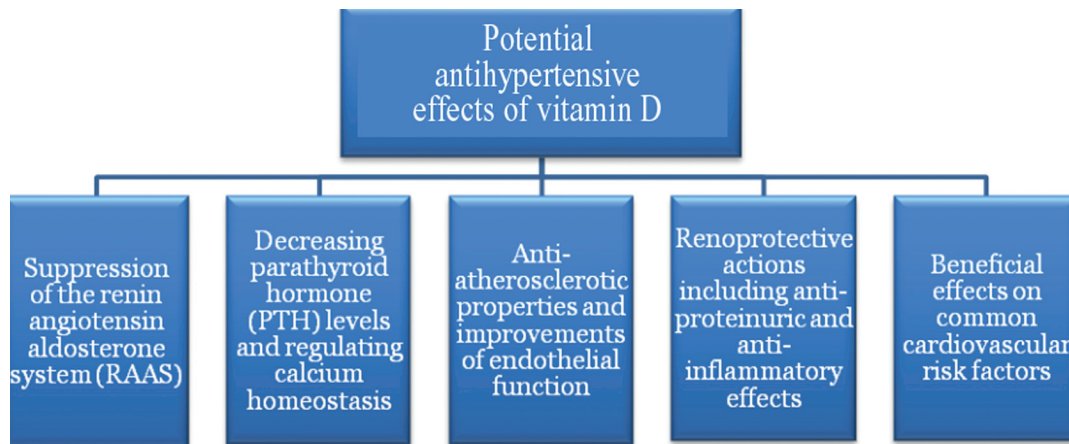 Potential
antihypertensive
effects of vitamin D
Suppression
of the renin
angiotensin
aldosterone
system (RAAS)
Decreasing
parathyroid
hormone
(PTH) levels
and regulating
calcium
homeostasis
Anti-
atherosclerotic
properties and
improvements
of endothelial
function
Renoprotective
actions
including anti-
proteinuric and
anti-
inflammatory
effects
Beneficial
effects on
common
cardiovascular
risk factors